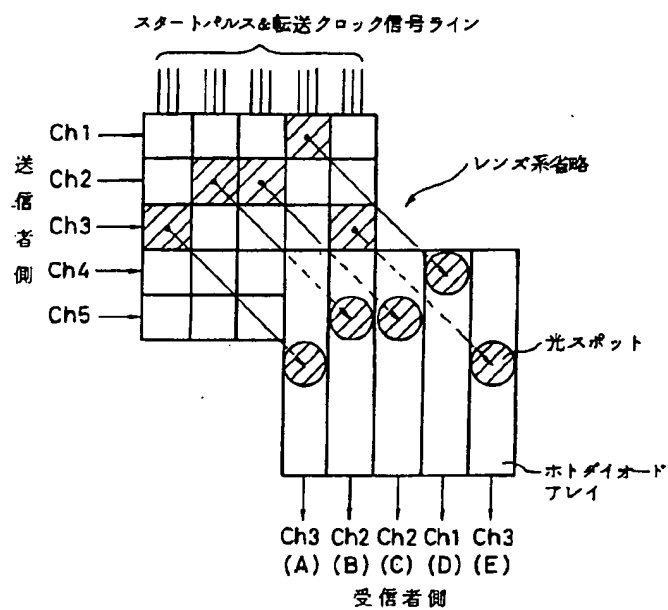 スタートパルス&転送クロック信号ライン
Ch1
Ch2
Ch3
Ch4
Ch5
送信者側
レンズ系省略
光スポット
ホトダイオード
アレイ
Ch3 Ch2 Ch2 Ch1 Ch3
(A) (B) (C) (D) (E)
受信者側